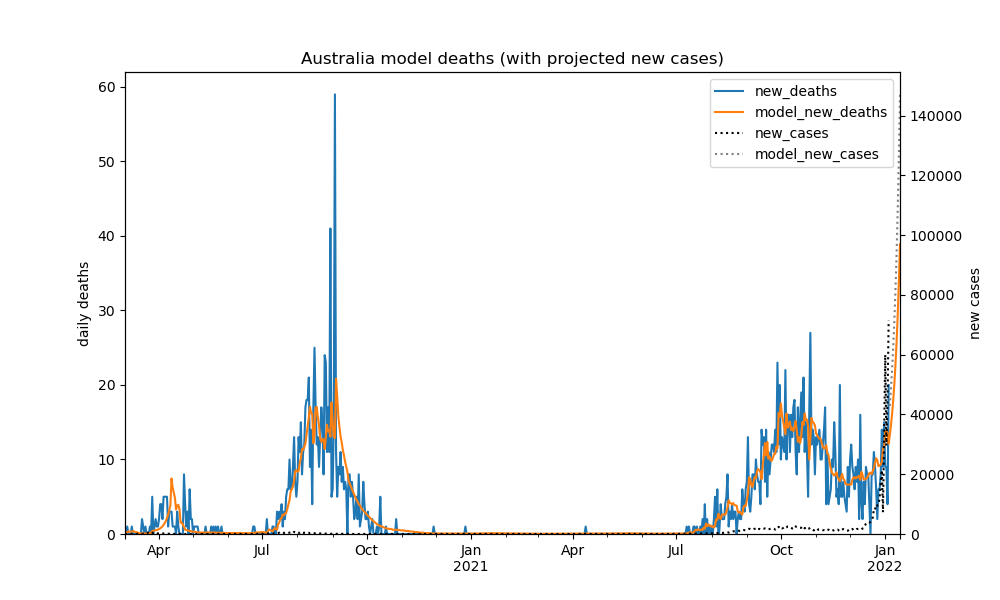 Australia model deaths (with projected new cases)
60
50
40
30
20
10
0
daily deaths
new_deaths
model_new_deaths
new_cases
model_new_cases
140000
120000
100000
80000
60000
40000
20000
0
new cases
Apr
Jul
Oct
Jan
2021
Apr
Jul
Oct
Jan
2022